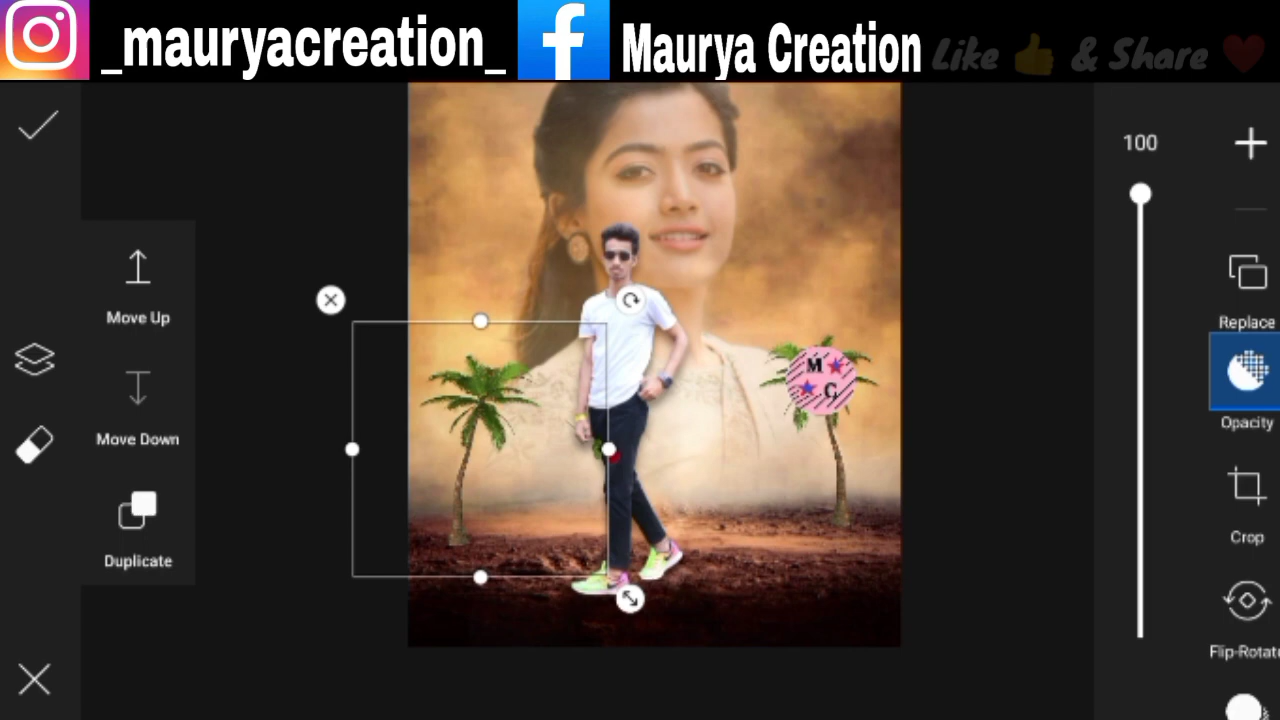 _mauryacreation_ f Maurya Creation Like 👍 & Share ❤️
100
Move Up
Replace
M
C
Opacity
Move Down
Crop
Duplicate
Flip-Rotate